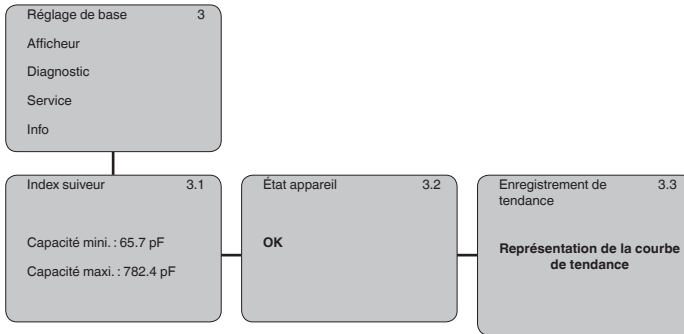 Réglage de base 3
Afficheur
Diagnostic
Service
Info
Index suiveur 3.1
Capacité mini. : 65.7 pF
Capacité maxi. : 782.4 pF
État appareil 3.2
OK
Enregistrement de 3.3
tendance
Représentation de la courbe
de tendance